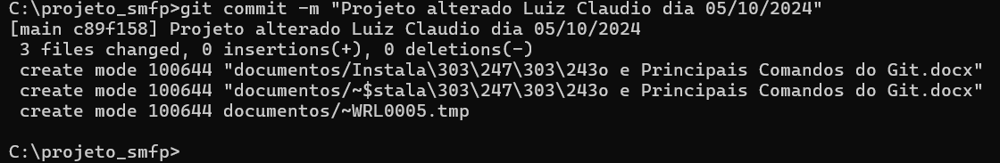 C:\projeto_smfp>git commit -m "Projeto alterado Luiz Claudio dia 05/10/2024"
[main c89f158] Projeto alterado Luiz Claudio dia 05/10/2024
 3 files changed, 0 insertions(+), 0 deletions(-)
 create mode 100644 "documentos/Instala\303\247\303\243o e Principais Comandos do Git.docx"
 create mode 100644 "documentos/~$stala\303\247\303\243o e Principais Comandos do Git.docx"
 create mode 100644 documentos/~WRL0005.tmp
C:\projeto_smfp>